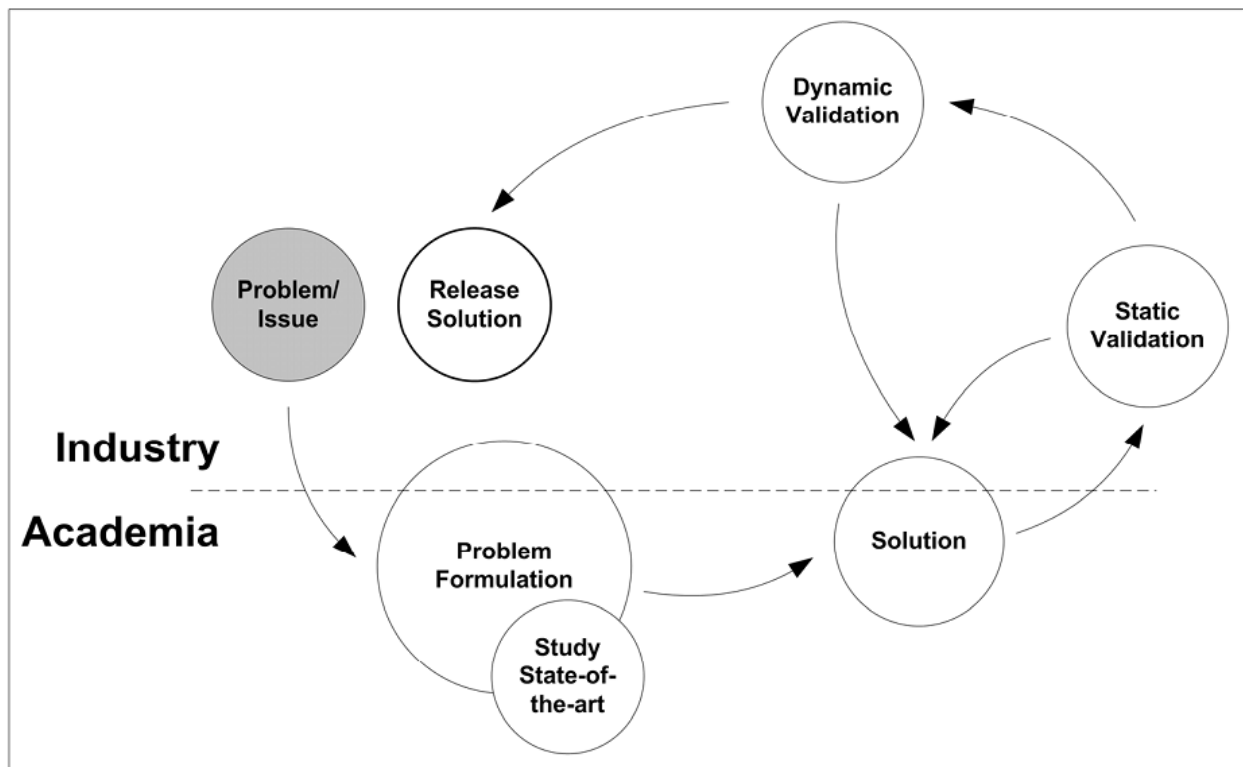 Dynamic
Validation
Problem/
Issue
Release
Solution
Static
Validation
Industry
Academia
Problem
Formulation
Solution
Study
State-of-
the-art